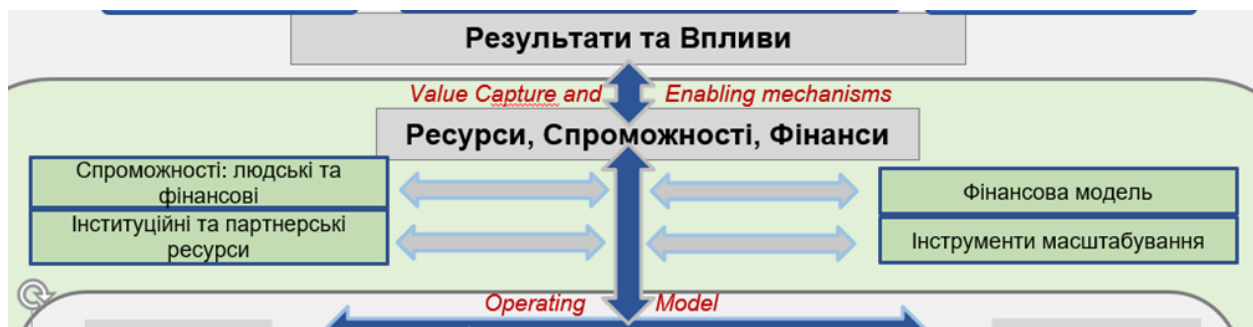 Результати та Впливи
Value Capture and Enabling mechanisms
Ресурси, Спроможності, Фінанси
Спроможності: людські та
фінансові
Фінансова модель
Інституційні та партнерські
ресурси
Інструменти масштабування
Operating Model